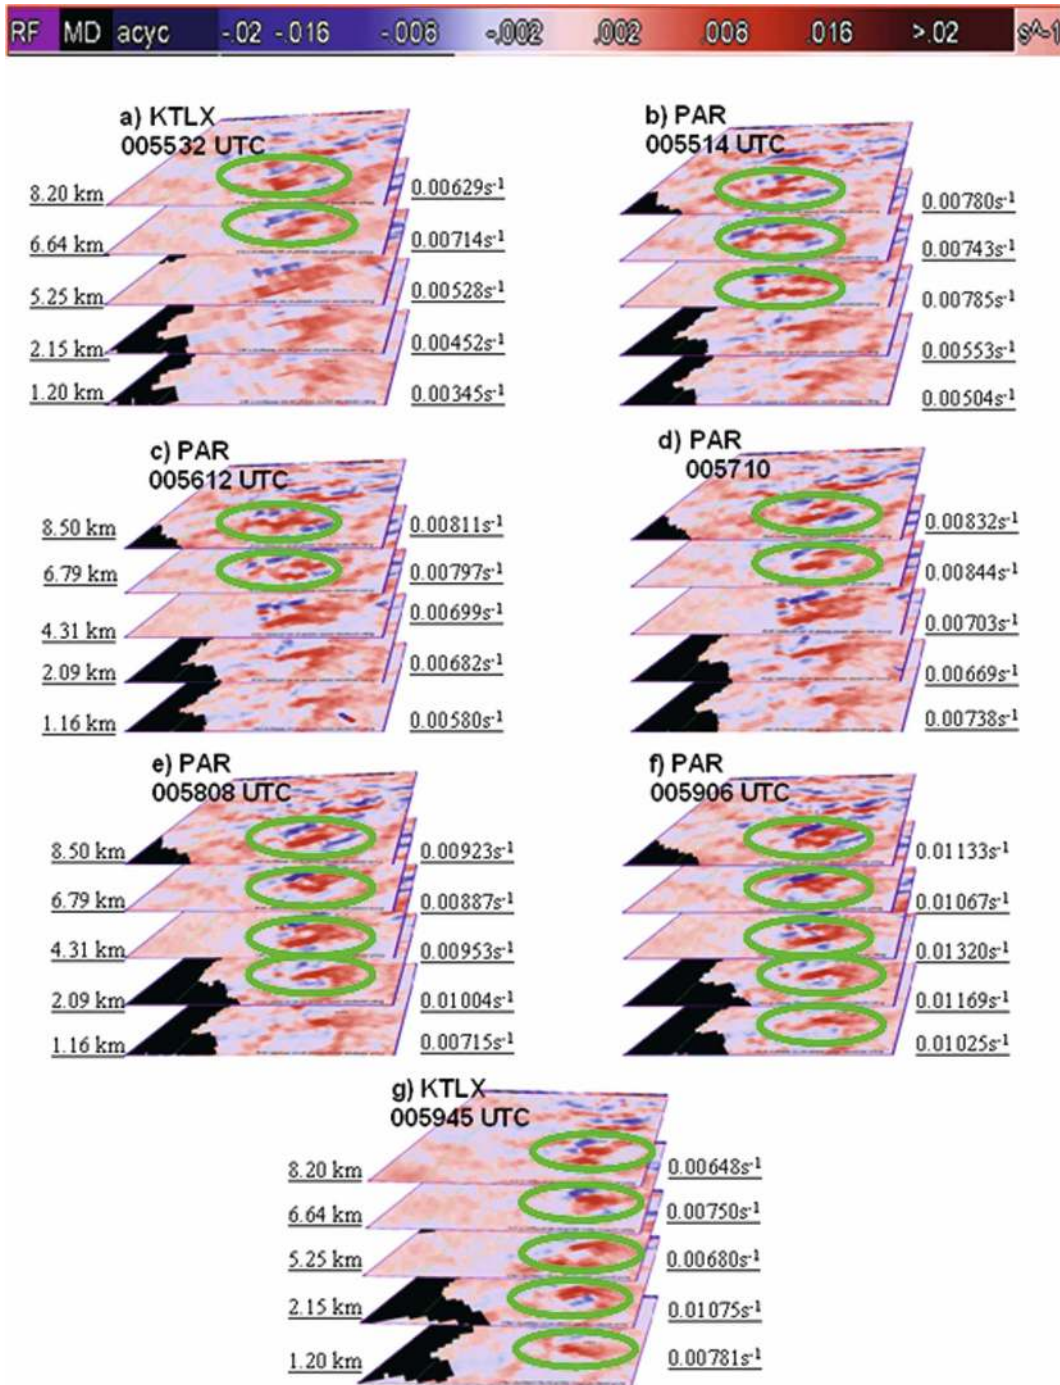 RF MD acyc -.02 -.016 -.008 -.002 .002 .008 .016 >.02 s^-1
a) KTLX
005532 UTC
8.20 km 0.00629s-1
6.64 km 0.00714s-1
5.25 km 0.00528s-1
2.15 km 0.00452s-1
1.20 km 0.00345s-1
b) PAR
005514 UTC
0.00780s-1
0.00743s-1
0.00785s-1
0.00553s-1
0.00504s-1
c) PAR
005612 UTC
8.50 km 0.00811s-1
6.79 km 0.00797s-1
4.31 km 0.00699s-1
2.09 km 0.00682s-1
1.16 km 0.00580s-1
d) PAR
005710
0.00832s-1
0.00844s-1
0.00703s-1
0.00669s-1
0.00738s-1
e) PAR
005808 UTC
8.50 km 0.00923s-1
6.79 km 0.00887s-1
4.31 km 0.00953s-1
2.09 km 0.01004s-1
1.16 km 0.00715s-1
f) PAR
005906 UTC
0.01133s-1
0.01067s-1
0.01320s-1
0.01169s-1
0.01025s-1
g) KTLX
005945 UTC
8.20 km 0.00648s-1
6.64 km 0.00750s-1
5.25 km 0.00680s-1
2.15 km 0.01075s-1
1.20 km 0.00781s-1